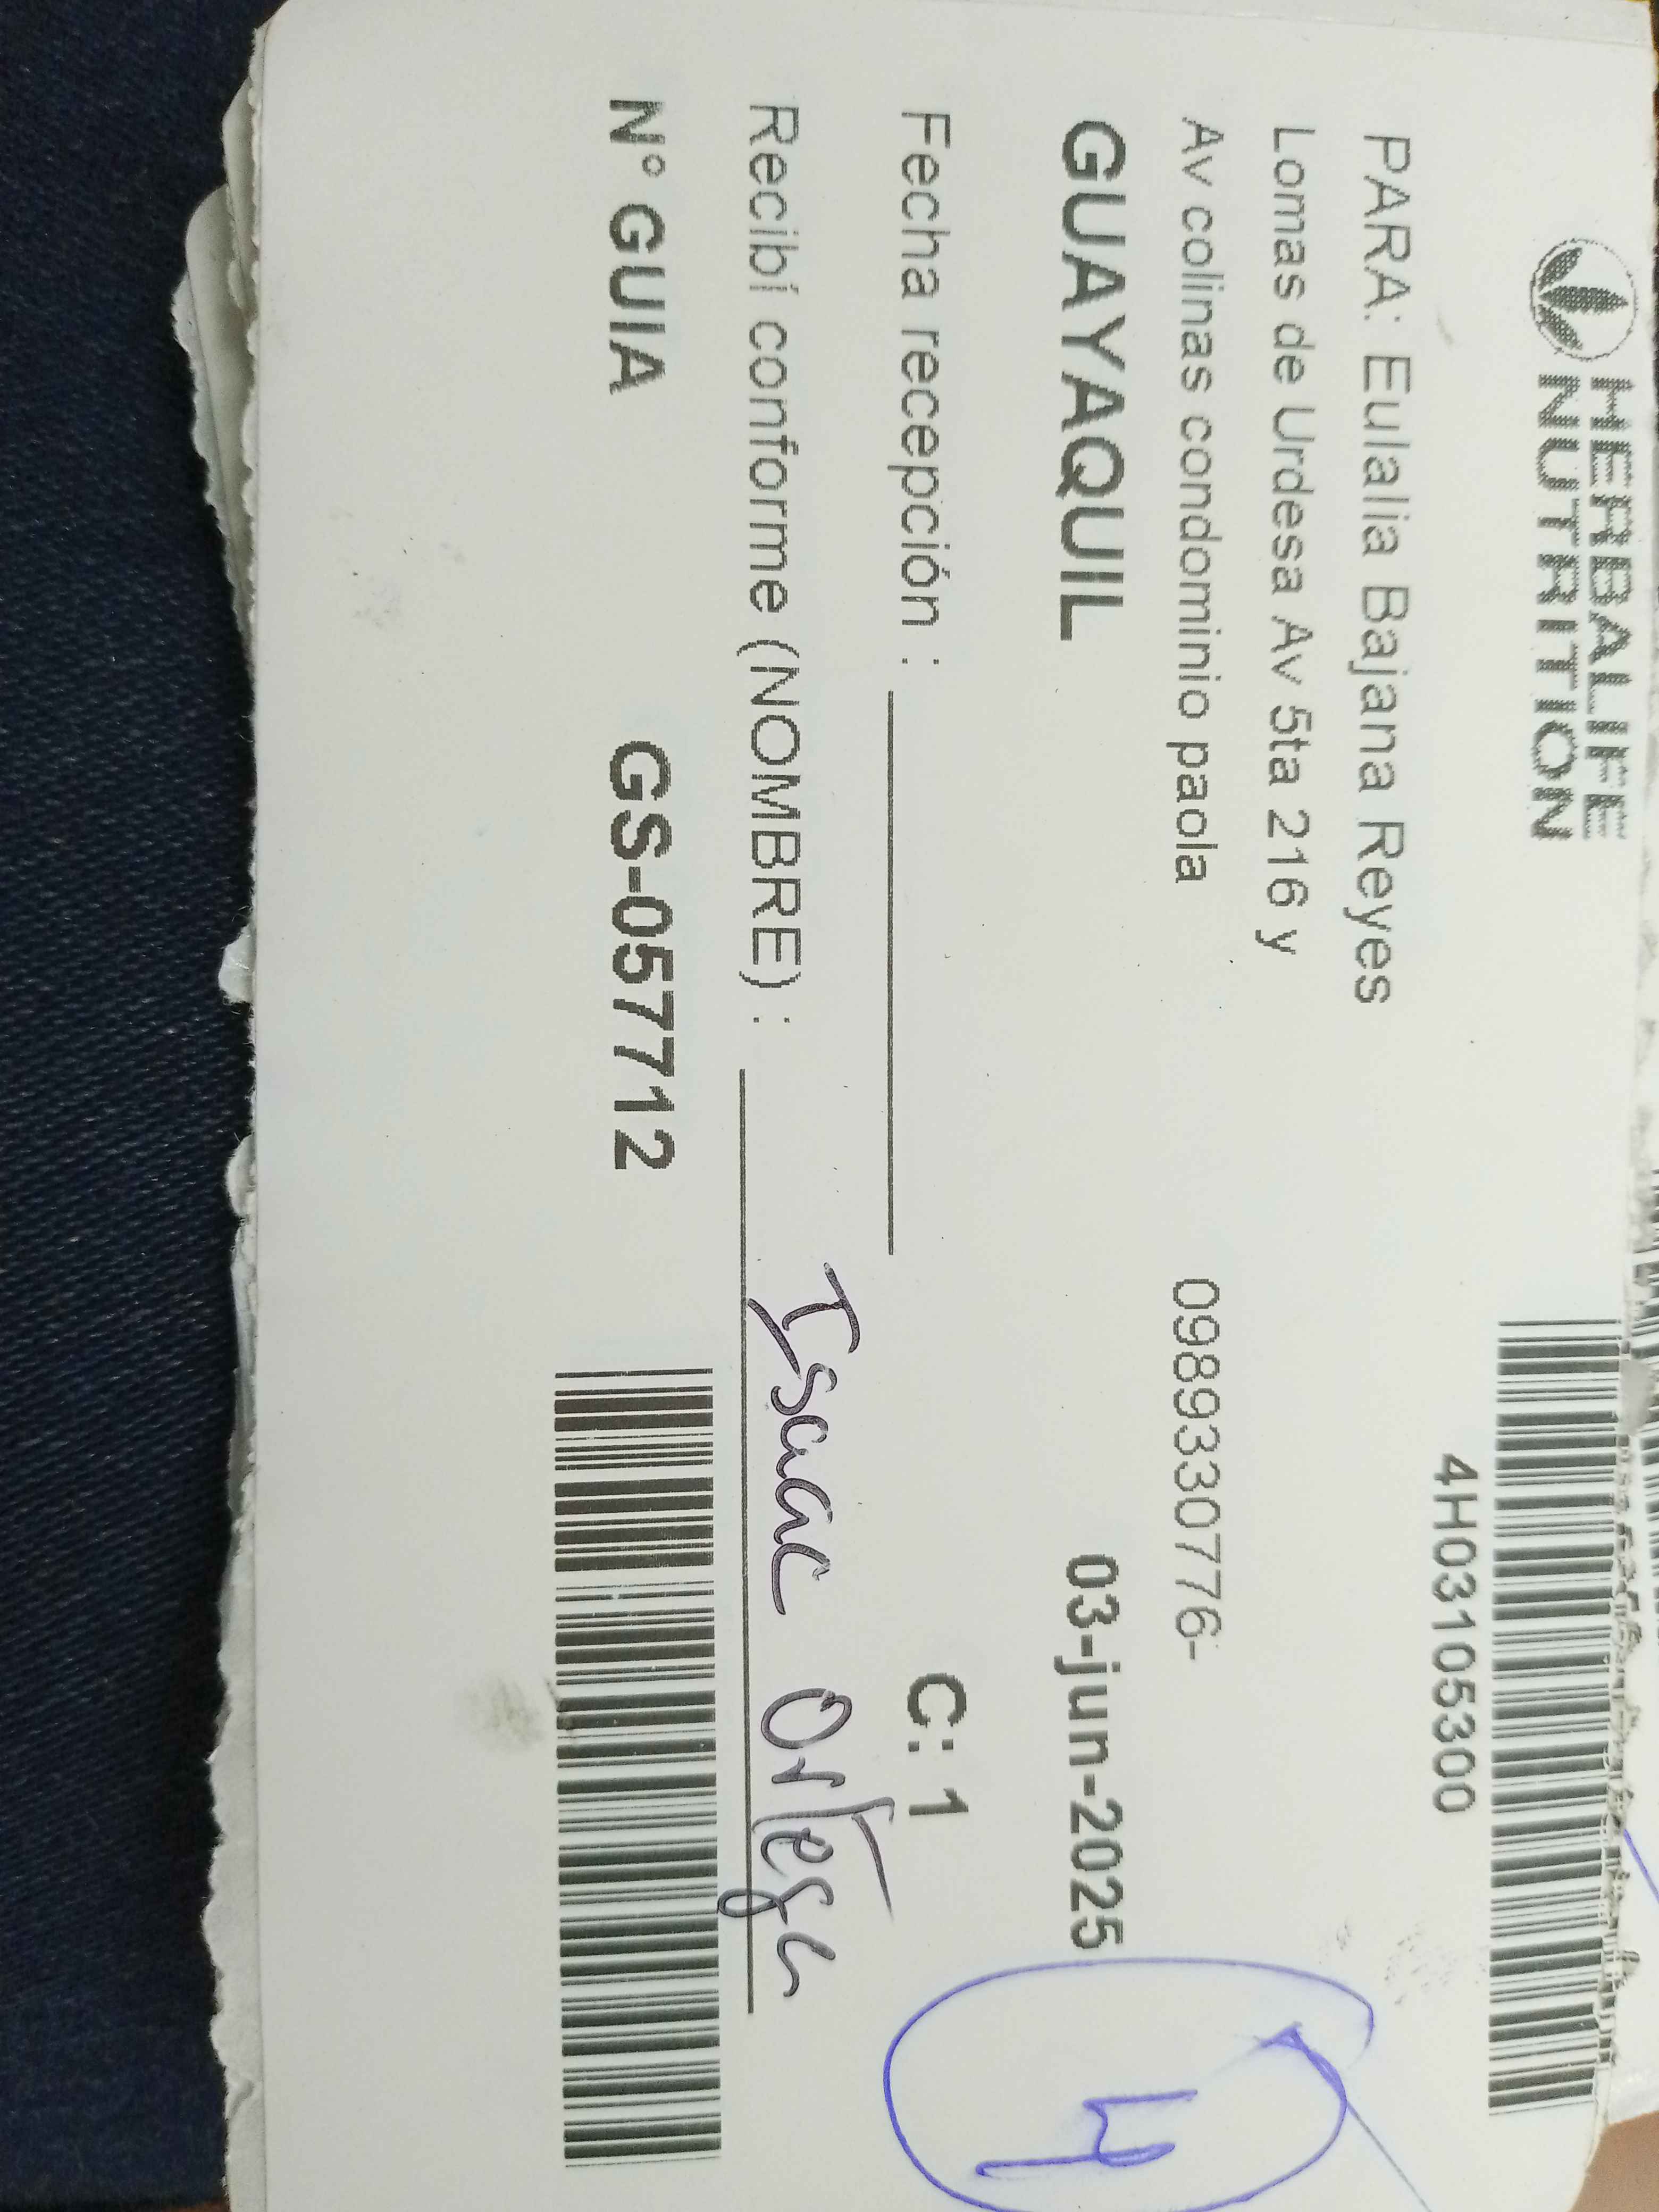 HERBALIFE
NUTRITION
4H03105300
PARA: Eulalia Bajana Reyes
Lomas de Urdesa Av 5ta 216 y
Av colinas condominio paola 0989330776-
GUAYAQUIL 03-jun-2025
4
Fecha recepción : C: 1
Recibí conforme (NOMBRE) : Isaac Ortega
N° GUIA GS-057712